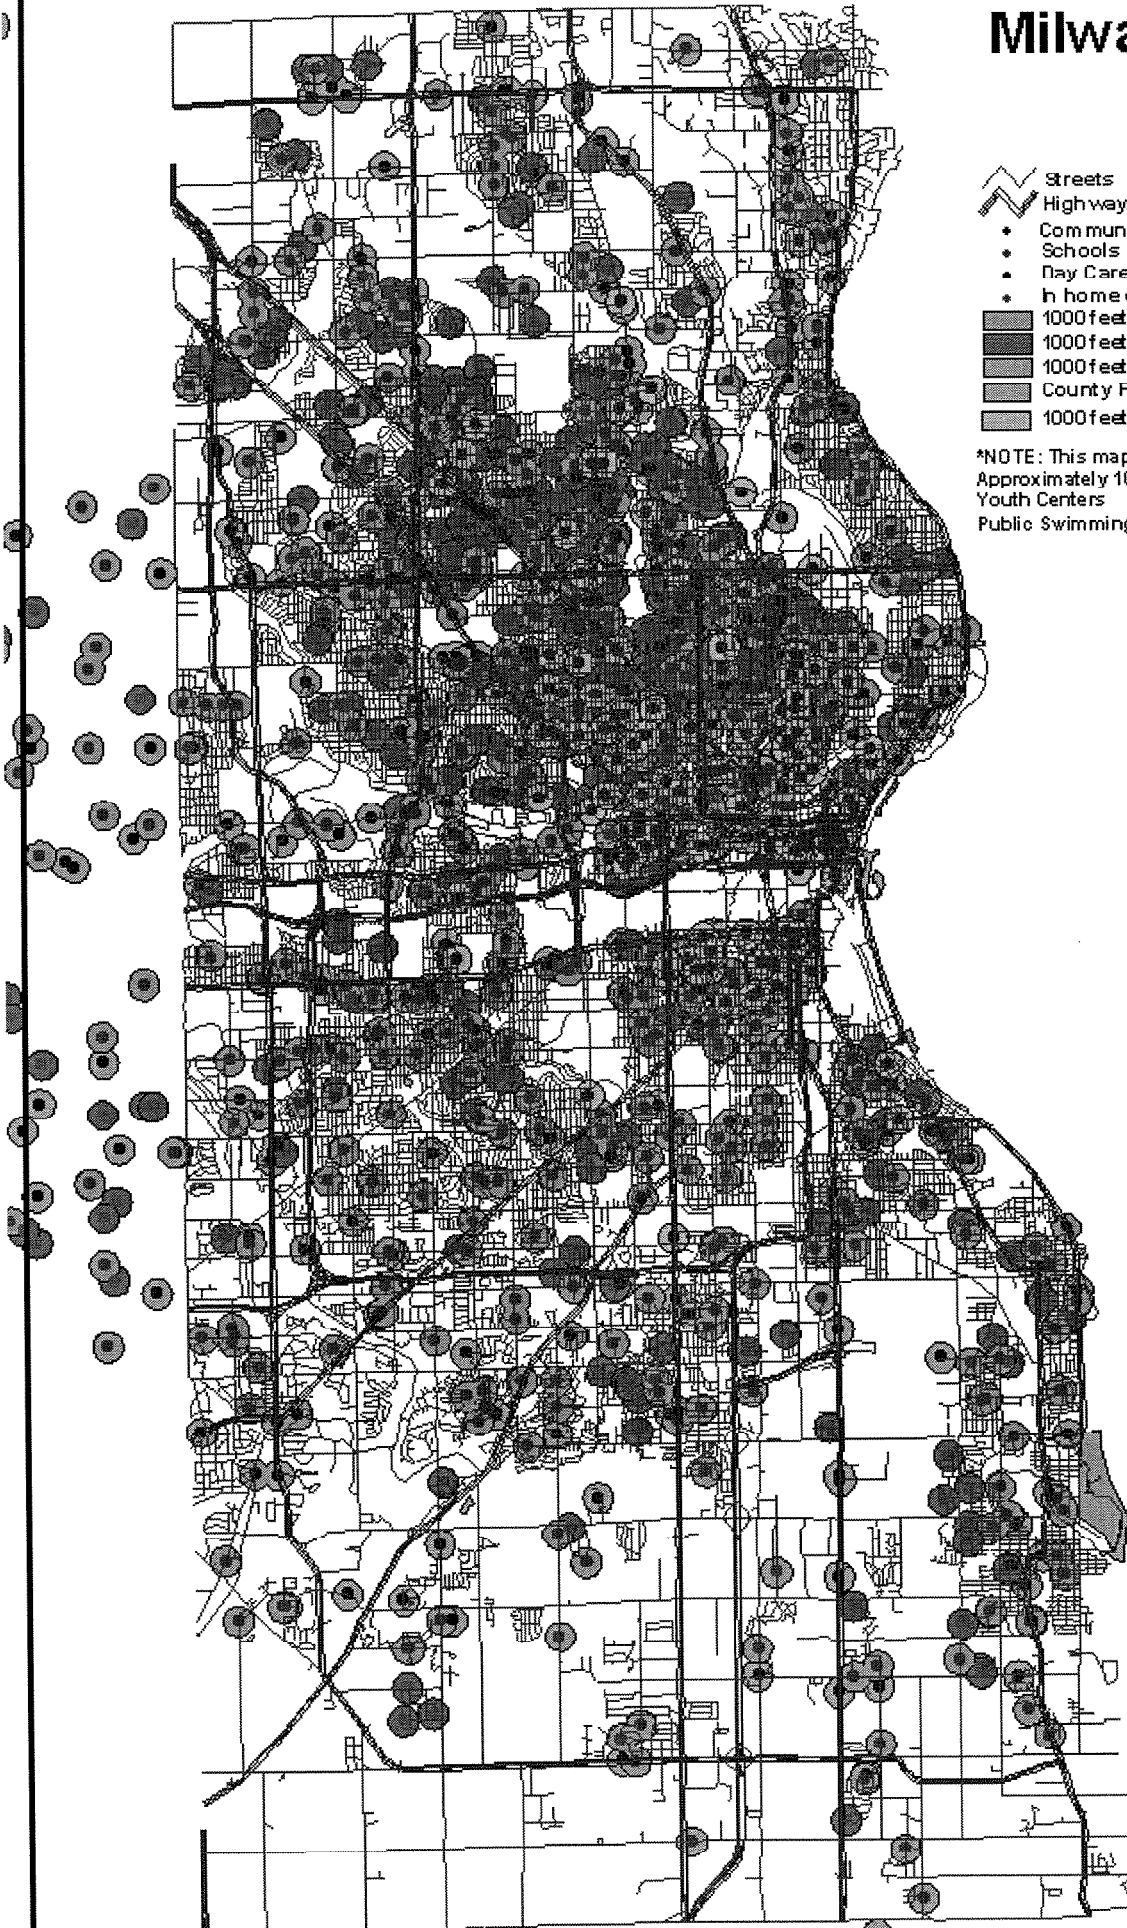 Milwa
Streets
Highway
Commun
Schools
Day Care
In home
1000 feet
1000 feet
1000 feet
County
1000 feet
*NOTE: This map
Approximately 10
Youth Centers
Public Swimming